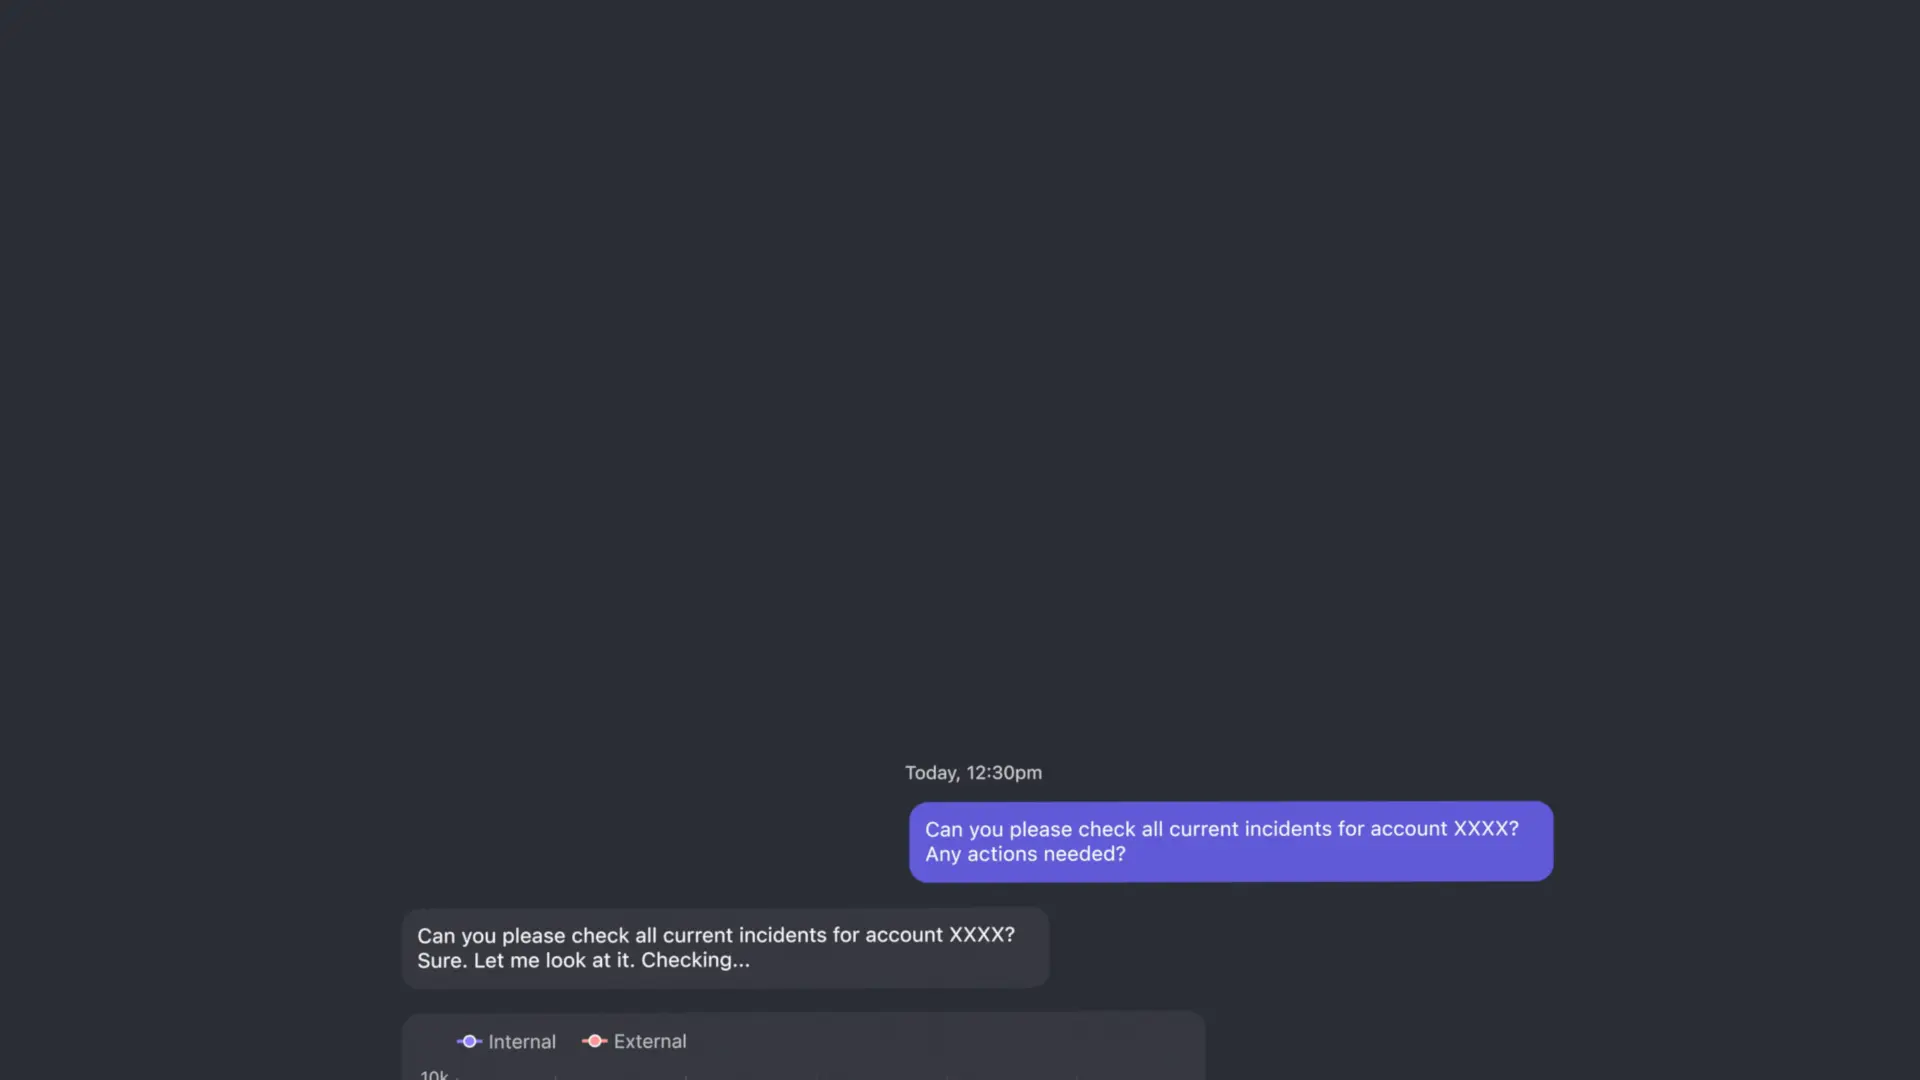 Today, 12:30pm
Can you please check all current incidents for account XXXX?
Any actions needed?
Can you please check all current incidents for account XXXX?
Sure. Let me look at it. Checking...
Internal External
10k